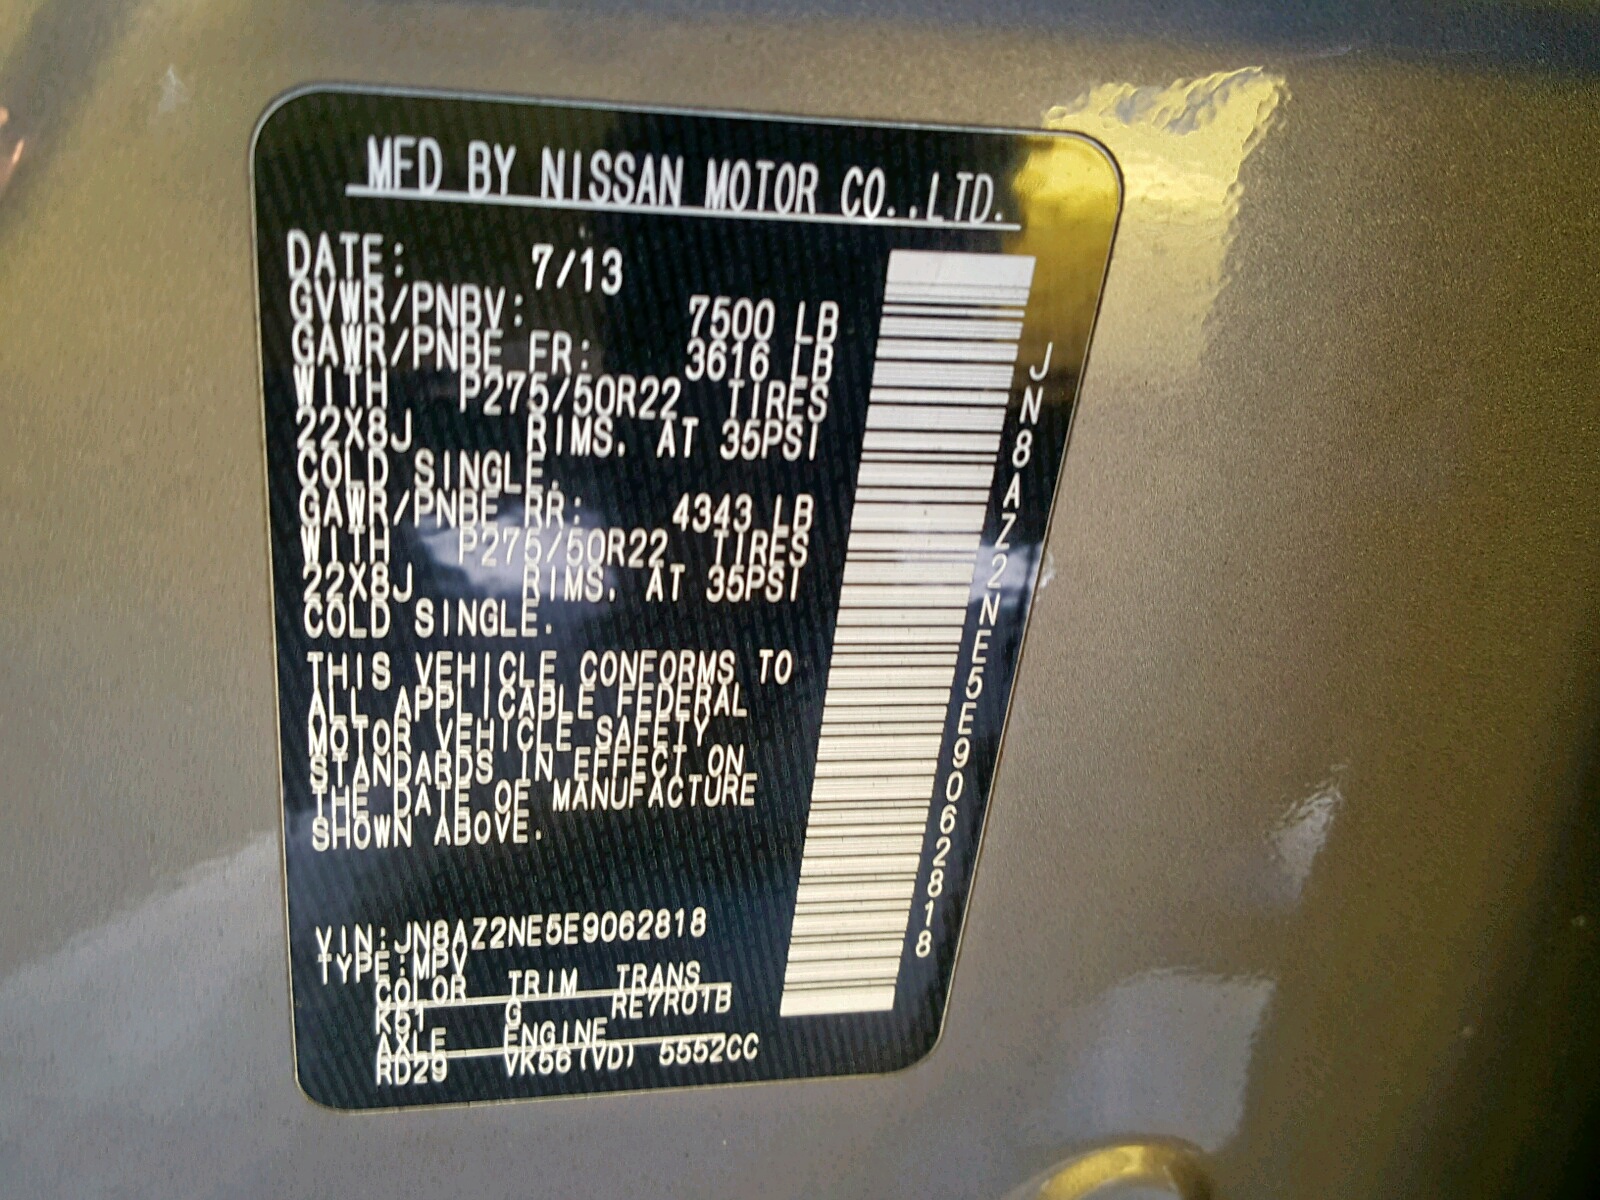 MFD BY NISSAN MOTOR CO.,LTD.
DATE: 7/13
GVWR/PNBV: 7500 LB
GAWR/PNBE FR: 3616 LB
WITH P275/50R22 TIRES
22X8J RIMS. AT 35PSI
COLD SINGLE.
GAWR/PNBE RR: 4343 LB
WITH P275/50R22 TIRES
22X8J RIMS. AT 35PSI
COLD SINGLE.
THIS VEHICLE CONFORMS TO
ALL APPLICABLE FEDERAL
MOTOR VEHICLE SAFETY
STANDARDS IN EFFECT ON
THE DATE OF MANUFACTURE
SHOWN ABOVE.
VIN:JN8AZ2NE5E9062818
TYPE:MPV
COLOR TRIM TRANS
K51 G RE7R01B
AXLE ENGINE
RD29 VK56(VD) 5552CC
JN8AZ2NE5E9062818